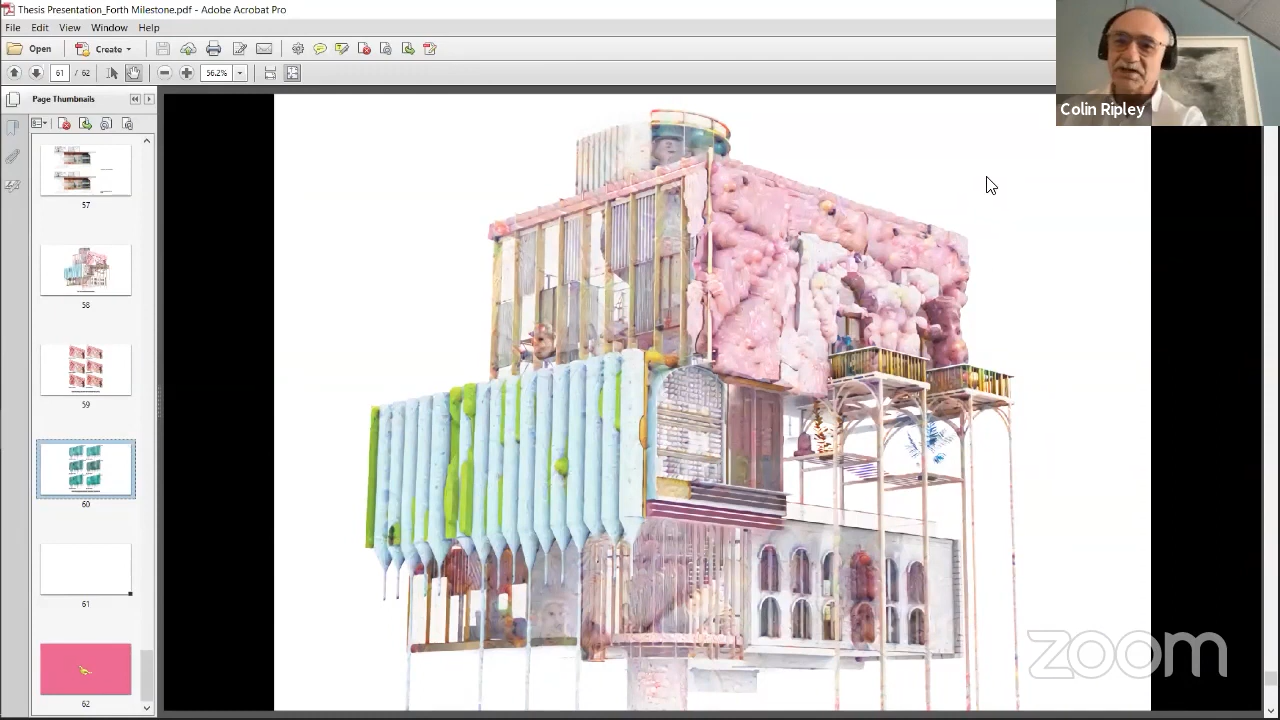 Thesis Presentation_Forth Milestone.pdf - Adobe Acrobat Pro
File Edit View Window Help
Open Create
61 / 62 56.2%
Page Thumbnails
57
58
59
60
61
62
Colin Ripley
zoom